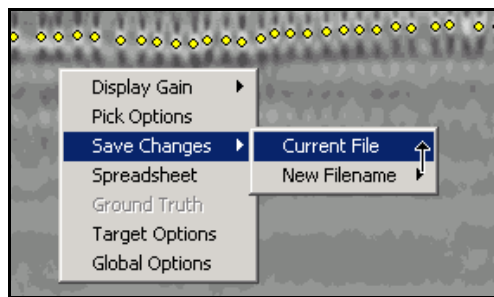 Display Gain
Pick Options
Save Changes
Spreadsheet
Ground Truth
Target Options
Global Options
Current File
New Filename